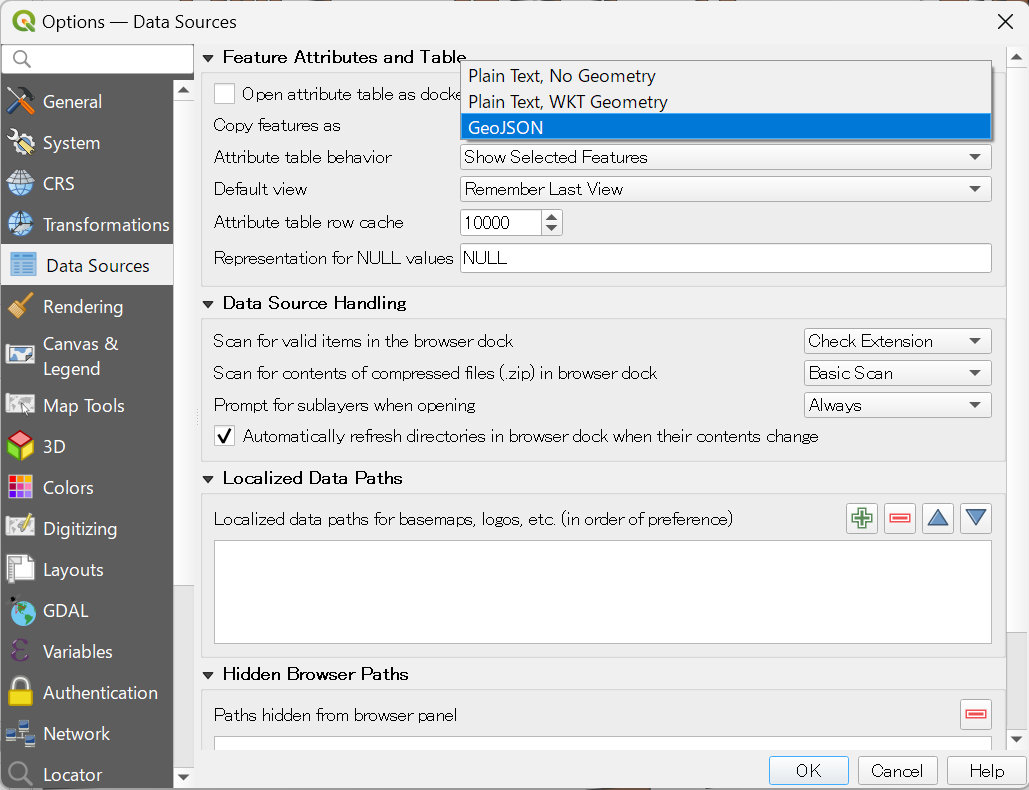 Options — Data Sources
General
System
CRS
Transformations
Data Sources
Rendering
Canvas &
Legend
Map Tools
3D
Colors
Digitizing
Layouts
GDAL
Variables
Authentication
Network
Locator
Feature Attributes and Table
Open attribute table as docke
Plain Text, No Geometry
Plain Text, WKT Geometry
Copy features as
GeoJSON
Attribute table behavior
Show Selected Features
Default view
Remember Last View
Attribute table row cache
10000
Representation for NULL values
NULL
Data Source Handling
Scan for valid items in the browser dock
Check Extension
Scan for contents of compressed files (.zip) in browser dock
Basic Scan
Prompt for sublayers when opening
Always
Automatically refresh directories in browser dock when their contents change
Localized Data Paths
Localized data paths for basemaps, logos, etc. (in order of preference)
Hidden Browser Paths
Paths hidden from browser panel
OK
Cancel
Help